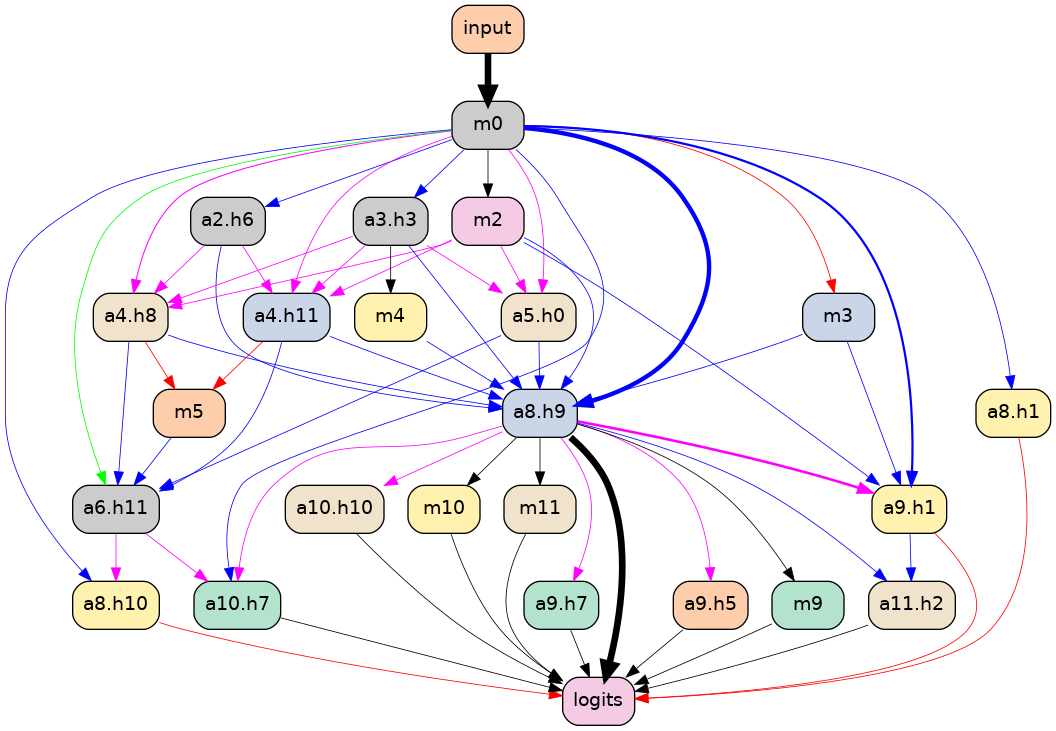 input
m0
a2.h6
a3.h3
m2
a4.h8
a4.h11
m4
a5.h0
m3
m5
a8.h9
a8.h1
a6.h11
a10.h10
m10
m11
a9.h1
a8.h10
a10.h7
a9.h7
a9.h5
m9
a11.h2
logits